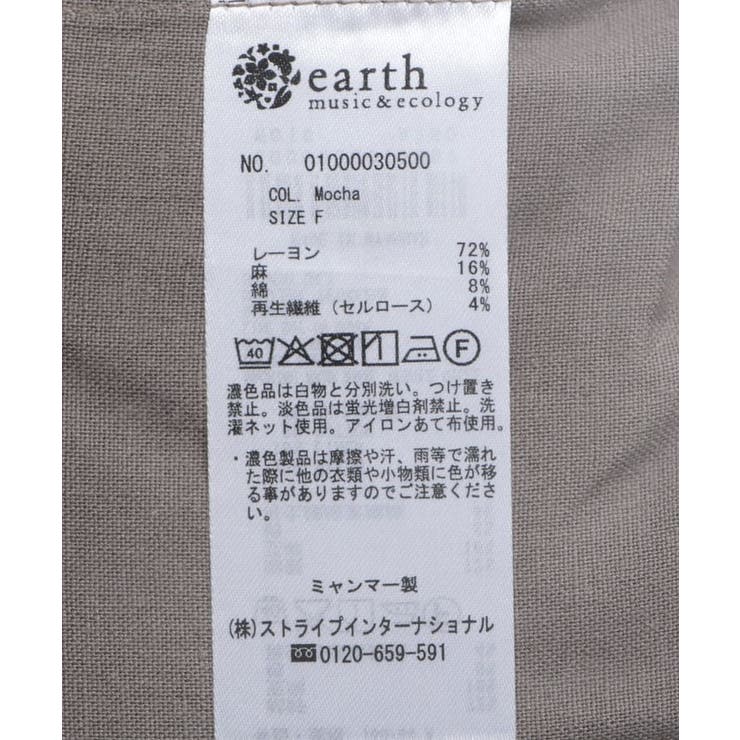 earth
music&ecology
NO. 01000030500
COL. Mocha
SIZE F
レーヨン 72%
麻 16%
綿 8%
再生繊維（セルロース） 4%
40 F
濃色品は白物と分別洗い。つけ置き
禁止。淡色品は蛍光増白剤禁止。洗
濯ネット使用。アイロンあて布使用。
・濃色製品は摩擦や汗、雨等で濡れ
た際に他の衣類や小物類に色が移
る事がありますのでご注意くださ
い。
ミャンマー製
（株）ストライプインターナショナル
0120-659-591